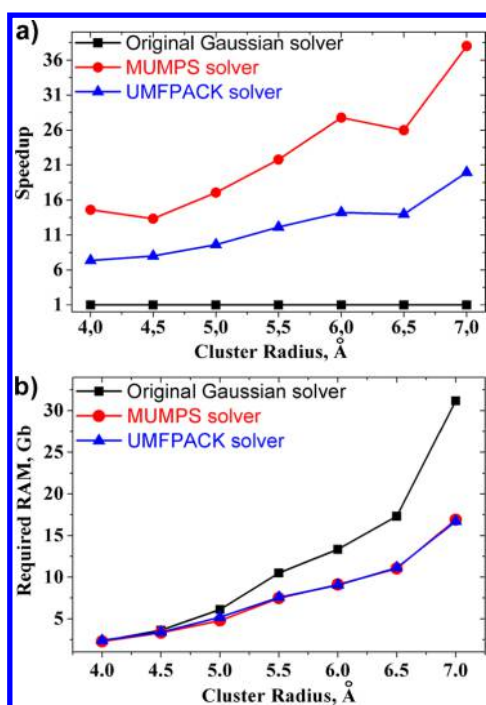 a)
Original Gaussian solver
MUMPS solver
UMFPACK solver
Speedup
36
31
26
21
16
11
6
1
4,0 4,5 5,0 5,5 6,0 6,5 7,0
Cluster Radius, Å
b)
Original Gaussian solver
MUMPS solver
UMFPACK solver
Required RAM, Gb
30
25
20
15
10
5
4.0 4.5 5.0 5.5 6.0 6.5 7.0
Cluster Radius, Å